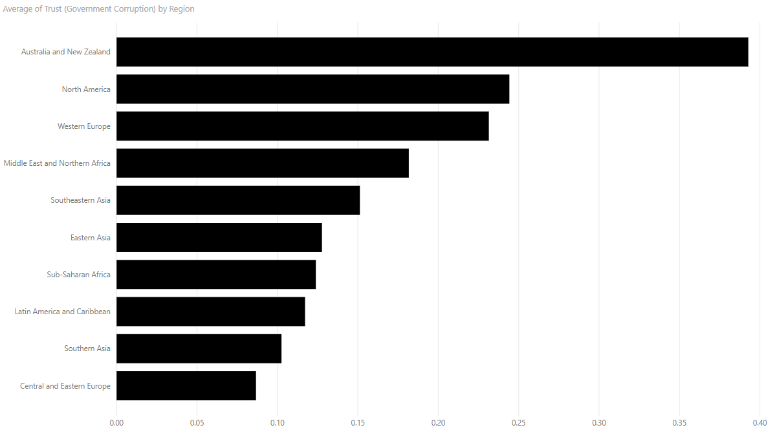 Average of Trust (Government Corruption) by Region
Australia and New Zealand
North America
Western Europe
Middle East and Northern Africa
Southeastern Asia
Eastern Asia
Sub-Saharan Africa
Latin America and Caribbean
Southern Asia
Central and Eastern Europe
0.00 0.05 0.10 0.15 0.20 0.25 0.30 0.35 0.40